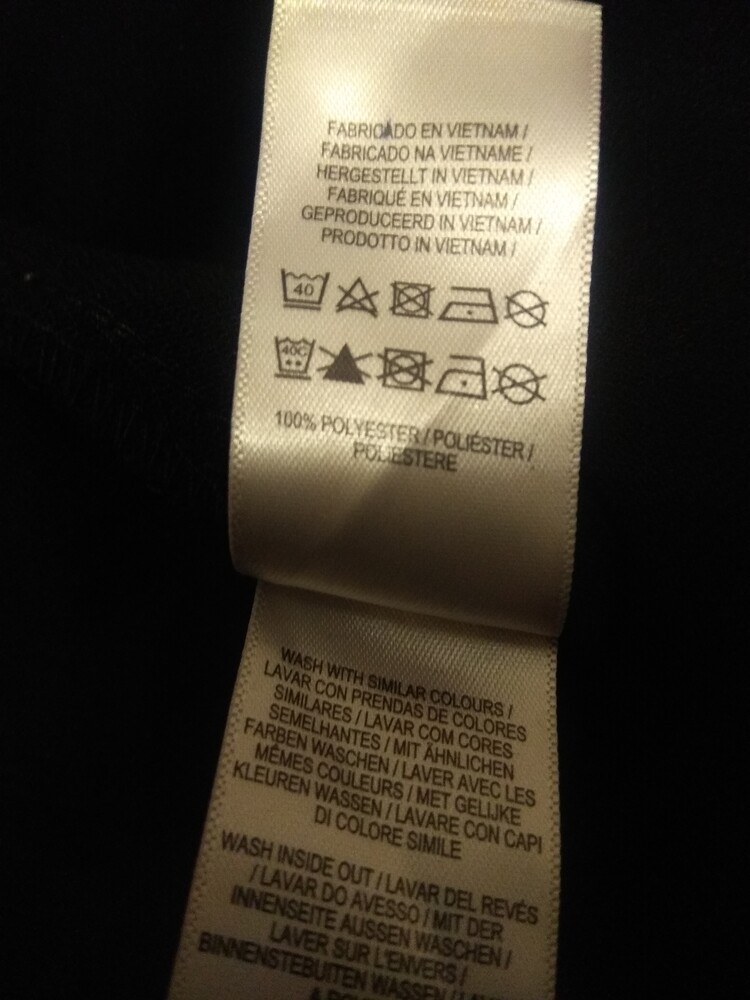 FABRICADO EN VIETNAM /
FABRICADO NA VIETNAME /
HERGESTELLT IN VIETNAM /
FABRIQUÉ EN VIETNAM /
GEPRODUCEERD IN VIETNAM /
PRODOTTO IN VIETNAM /
40
40C
100% POLYESTER / POLIÉSTER /
POLIESTERE
WASH WITH SIMILAR COLOURS /
LAVAR CON PRENDAS DE COLORES
SIMILARES / LAVAR COM CORES
SEMELHANTES / MIT ÄHNLICHEN
FARBEN WASCHEN / LAVER AVEC LES
MÊMES COULEURS / MET GELIJKE
KLEUREN WASSEN / LAVARE CON CAPI
DI COLORE SIMILE
WASH INSIDE OUT / LAVAR DEL REVÉS
/ LAVAR DO AVESSO / MIT DER
INNENSEITE AUSSEN WASCHEN /
LAVER SUR L'ENVERS /
BINNENSTEBUITEN WASSEN /